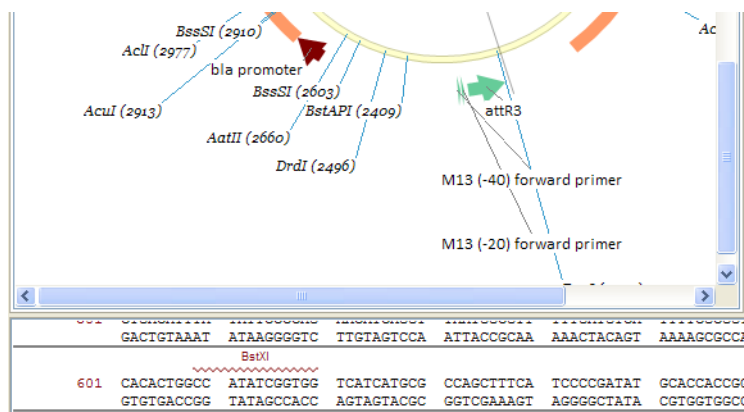 BssSI (2910)
Ac
AclI (2977)
bla promoter
BssSI (2603)
AcuI (2913)
BstAPI (2409)
attR3
AatII (2660)
DrdI (2496)
M13 (-40) forward primer
M13 (-20) forward primer
GACTGTAAAT ATAAGGGGTC TTGTAGTCCA ATTACCGCAA AAACTACAGT AAAAGCGCCA
BstXI
601 CACACTGGCC ATATCGGTGG TCATCATGCG CCAGCTTTCA TCCCCGATAT GCACCACCGG
GTGTGACCGG TATAGCCACC AGTAGTACGC GGTCGAAAGT AGGGGCTATA CGTGGTGGCC